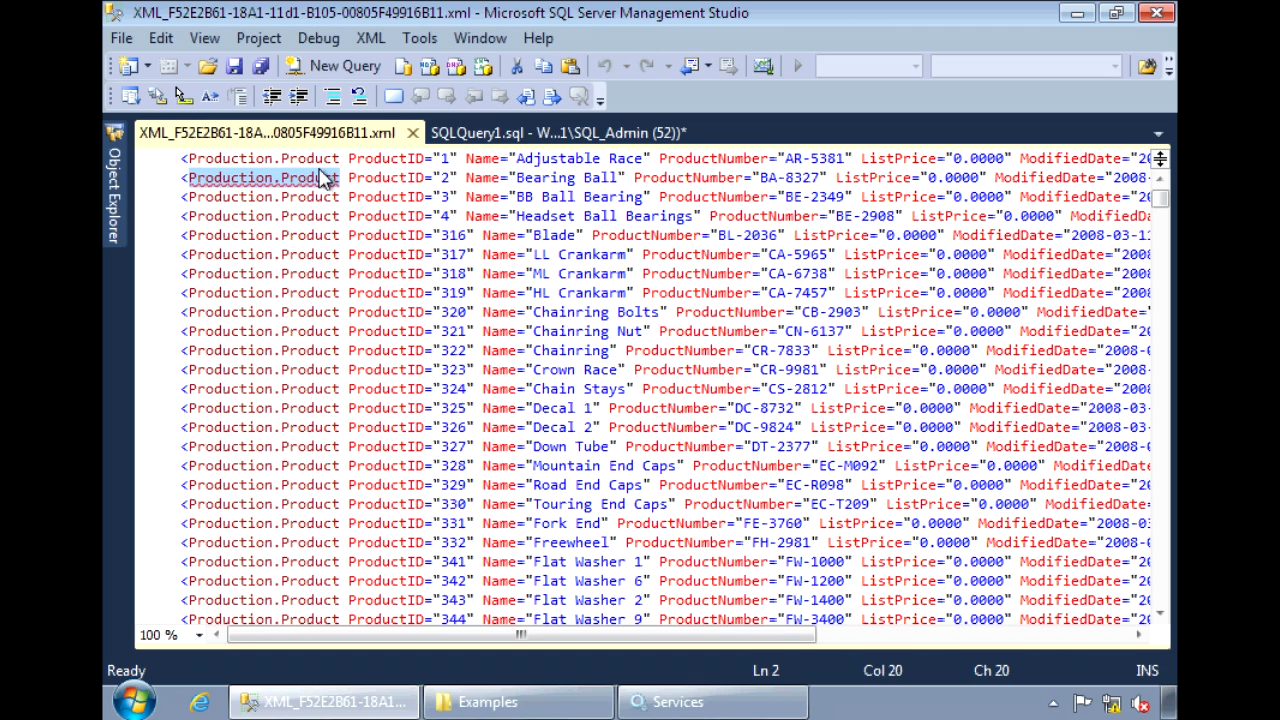 XML_F52E2B61-18A1-11d1-B105-00805F49916B11.xml - Microsoft SQL Server Management Studio
File Edit View Project Debug XML Tools Window Help
New Query
XML_F52E2B61-18A...0805F49916B11.xml SQLQuery1.sql - W...1\SQL_Admin (52))*
Object Explorer
<Production.Product ProductID="1" Name="Adjustable Race" ProductNumber="AR-5381" ListPrice="0.0000" ModifiedDate="20
<Production.Product ProductID="2" Name="Bearing Ball" ProductNumber="BA-8327" ListPrice="0.0000" ModifiedDate="2008-
<Production.Product ProductID="3" Name="BB Ball Bearing" ProductNumber="BE-2349" ListPrice="0.0000" ModifiedDate="20
<Production.Product ProductID="4" Name="Headset Ball Bearings" ProductNumber="BE-2908" ListPrice="0.0000" ModifiedDa
<Production.Product ProductID="316" Name="Blade" ProductNumber="BL-2036" ListPrice="0.0000" ModifiedDate="2008-03-11
<Production.Product ProductID="317" Name="LL Crankarm" ProductNumber="CA-5965" ListPrice="0.0000" ModifiedDate="2008
<Production.Product ProductID="318" Name="ML Crankarm" ProductNumber="CA-6738" ListPrice="0.0000" ModifiedDate="2008
<Production.Product ProductID="319" Name="HL Crankarm" ProductNumber="CA-7457" ListPrice="0.0000" ModifiedDate="2008
<Production.Product ProductID="320" Name="Chainring Bolts" ProductNumber="CB-2903" ListPrice="0.0000" ModifiedDate="
<Production.Product ProductID="321" Name="Chainring Nut" ProductNumber="CN-6137" ListPrice="0.0000" ModifiedDate="20
<Production.Product ProductID="322" Name="Chainring" ProductNumber="CR-7833" ListPrice="0.0000" ModifiedDate="2008-0
<Production.Product ProductID="323" Name="Crown Race" ProductNumber="CR-9981" ListPrice="0.0000" ModifiedDate="2008-
<Production.Product ProductID="324" Name="Chain Stays" ProductNumber="CS-2812" ListPrice="0.0000" ModifiedDate="2008
<Production.Product ProductID="325" Name="Decal 1" ProductNumber="DC-8732" ListPrice="0.0000" ModifiedDate="2008-03-
<Production.Product ProductID="326" Name="Decal 2" ProductNumber="DC-9824" ListPrice="0.0000" ModifiedDate="2008-03-
<Production.Product ProductID="327" Name="Down Tube" ProductNumber="DT-2377" ListPrice="0.0000" ModifiedDate="2008-0
<Production.Product ProductID="328" Name="Mountain End Caps" ProductNumber="EC-M092" ListPrice="0.0000" ModifiedDate="
<Production.Product ProductID="329" Name="Road End Caps" ProductNumber="EC-R098" ListPrice="0.0000" ModifiedDate="20
<Production.Product ProductID="330" Name="Touring End Caps" ProductNumber="EC-T209" ListPrice="0.0000" ModifiedDate=
<Production.Product ProductID="331" Name="Fork End" ProductNumber="FE-3760" ListPrice="0.0000" ModifiedDate="2008-03
<Production.Product ProductID="332" Name="Freewheel" ProductNumber="FH-2981" ListPrice="0.0000" ModifiedDate="2008-0
<Production.Product ProductID="341" Name="Flat Washer 1" ProductNumber="FW-1000" ListPrice="0.0000" ModifiedDate="20
<Production.Product ProductID="342" Name="Flat Washer 6" ProductNumber="FW-1200" ListPrice="0.0000" ModifiedDate="20
<Production.Product ProductID="343" Name="Flat Washer 2" ProductNumber="FW-1400" ListPrice="0.0000" ModifiedDate="20
<Production.Product ProductID="344" Name="Flat Washer 9" ProductNumber="FW-3400" ListPrice="0.0000" ModifiedDate="20
100 %
Ready Ln 2 Col 20 Ch 20 INS
XML_F52E2B61-18A1... Examples Services